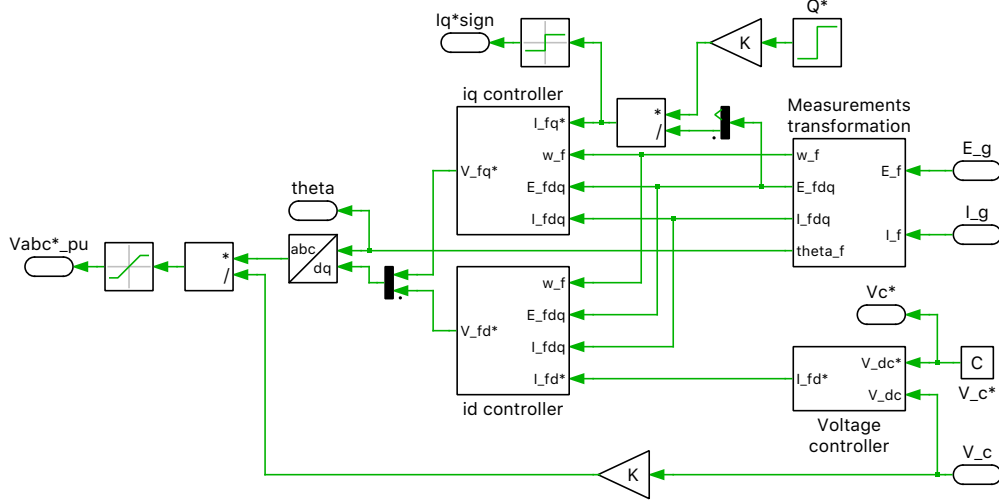 Iq*sign
Q*
K
iq controller
I_fq*
w_f
E_fdq
I_fdq
V_fq*
*
/
Measurements
transformation
w_f
E_fdq
I_fdq
theta_f
E_f
I_f
E_g
I_g
theta
Vabc*_pu
*
/
abc
dq
w_f
E_fdq
I_fdq
I_fd*
V_fd*
id controller
Vc*
I_fd*
V_dc*
V_dc
Voltage
controller
C
V_c*
V_c
K